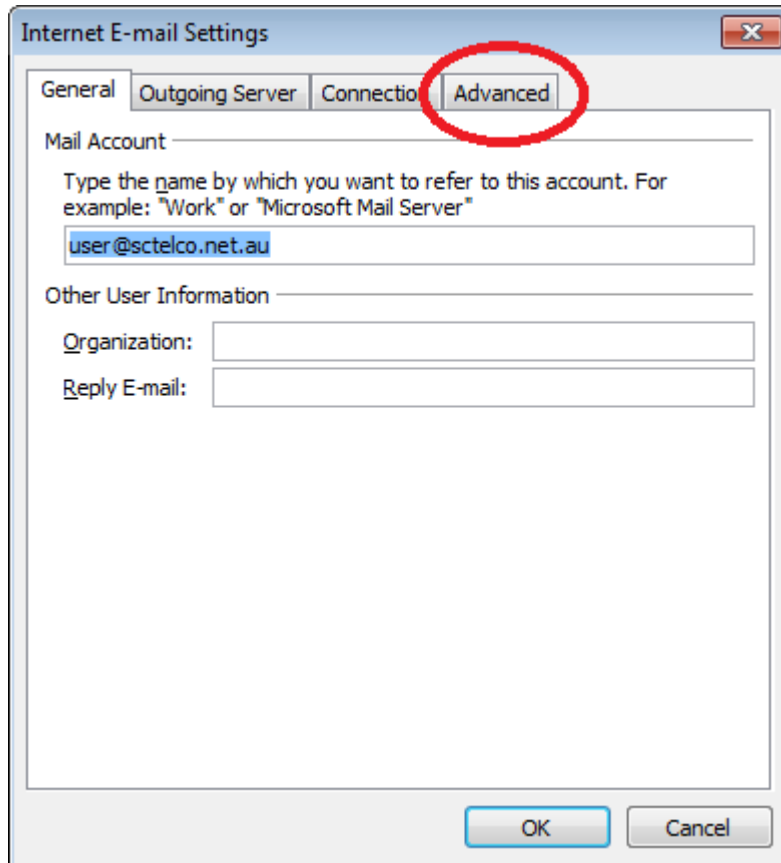 Internet E-mail Settings
General Outgoing Server Connection Advanced
Mail Account
Type the name by which you want to refer to this account. For
example: "Work" or "Microsoft Mail Server"
user@sctelco.net.au
Other User Information
Organization:
Reply E-mail:
OK Cancel